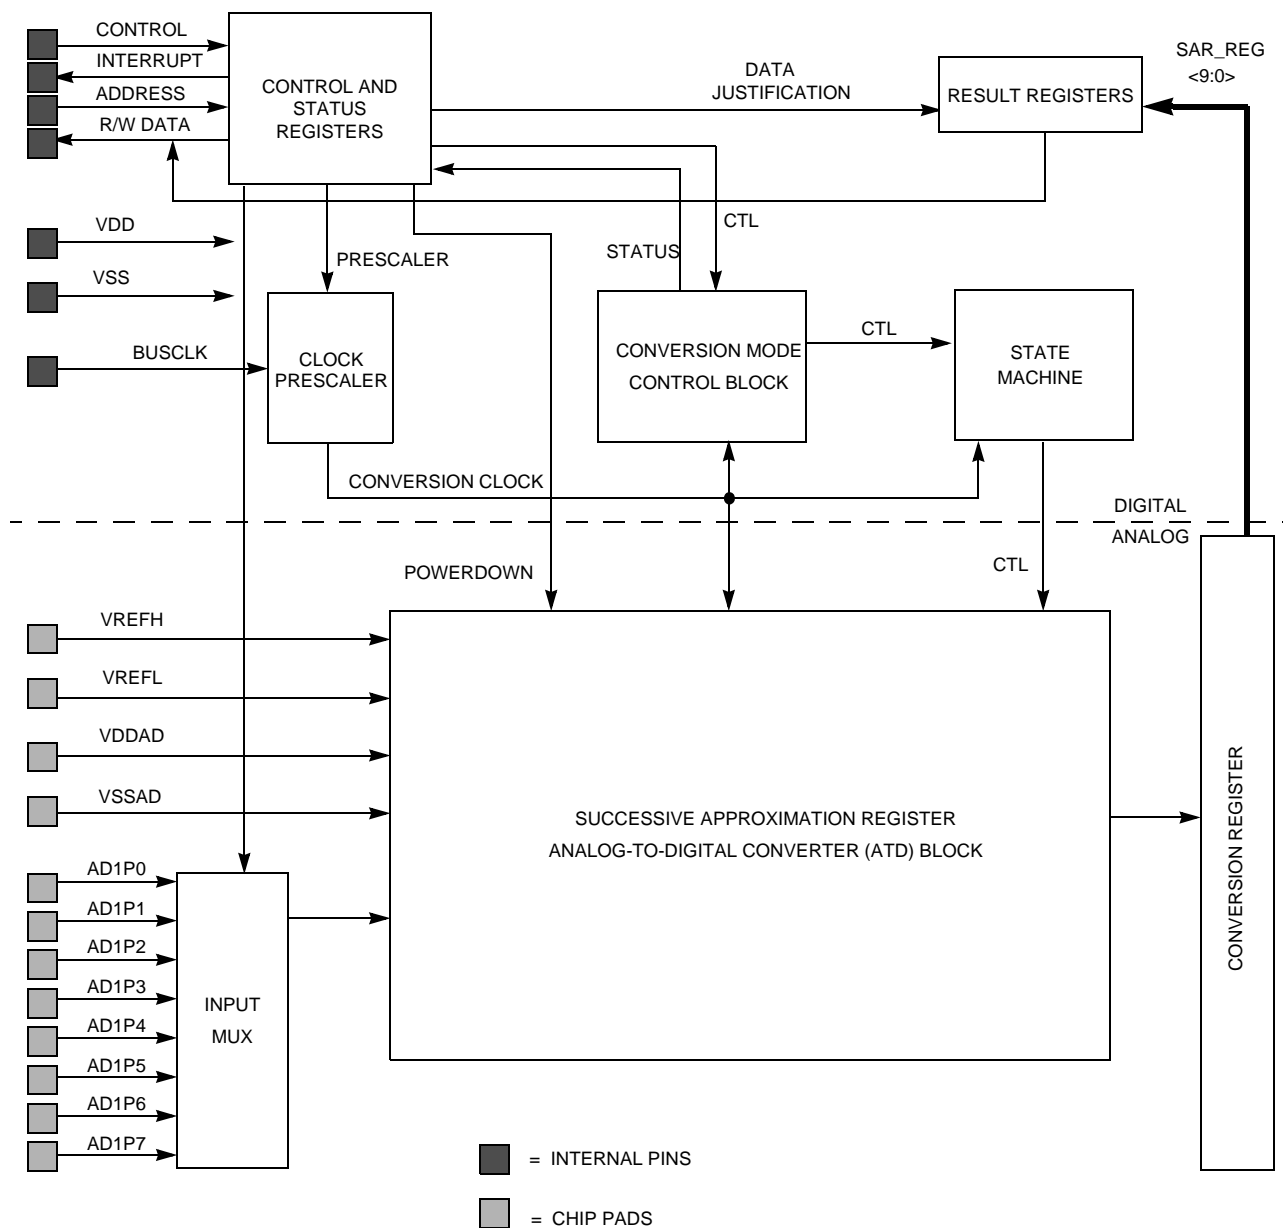 CONTROL
INTERRUPT
ADDRESS
R/W DATA
CONTROL AND
STATUS
REGISTERS
DATA
JUSTIFICATION
RESULT REGISTERS
SAR_REG
<9:0>
VDD
VSS
BUSCLK
PRESCALER
CLOCK
PRESCALER
STATUS
CTL
CONVERSION MODE
CONTROL BLOCK
CTL
STATE
MACHINE
CONVERSION CLOCK
DIGITAL
ANALOG
POWERDOWN
CTL
VREFH
VREFL
VDDAD
VSSAD
SUCCESSIVE APPROXIMATION REGISTER
ANALOG-TO-DIGITAL CONVERTER (ATD) BLOCK
CONVERSION REGISTER
AD1P0
AD1P1
AD1P2
AD1P3
AD1P4
AD1P5
AD1P6
AD1P7
INPUT
MUX
= INTERNAL PINS
= CHIP PADS